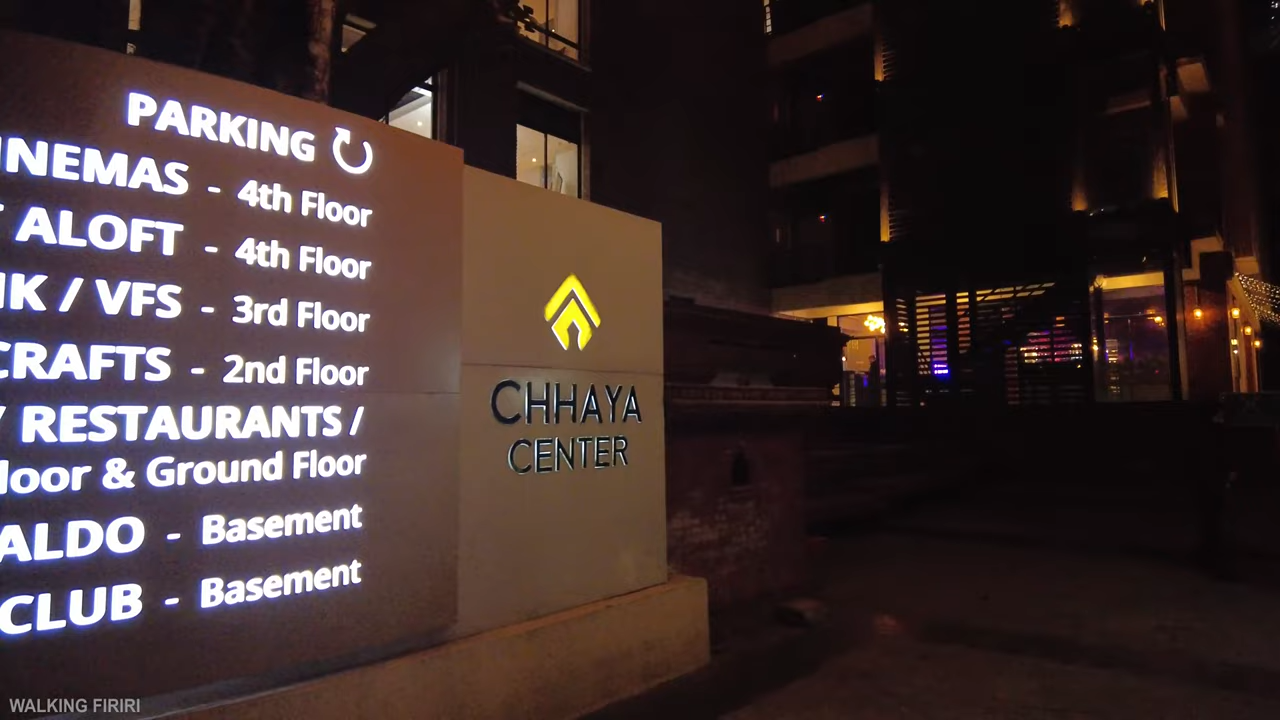 PARKING
INEMAS - 4th Floor
ALOFT - 4th Floor
IK / VFS - 3rd Floor
CRAFTS - 2nd Floor
/ RESTAURANTS /
loor & Ground Floor
ALDO - Basement
CLUB - Basement
CHHAYA
CENTER
WALKING FIRIRI